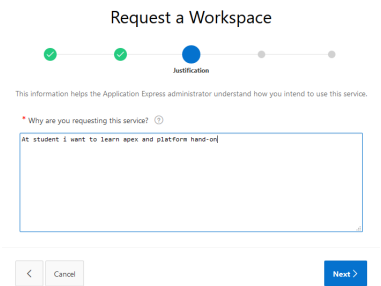 Request a Workspace
Justification
This information helps the Application Express administrator understand how you intend to use this service.
* Why are you requesting this service? ?
At student i want to learn apex and platform hand-on
< Cancel Next >